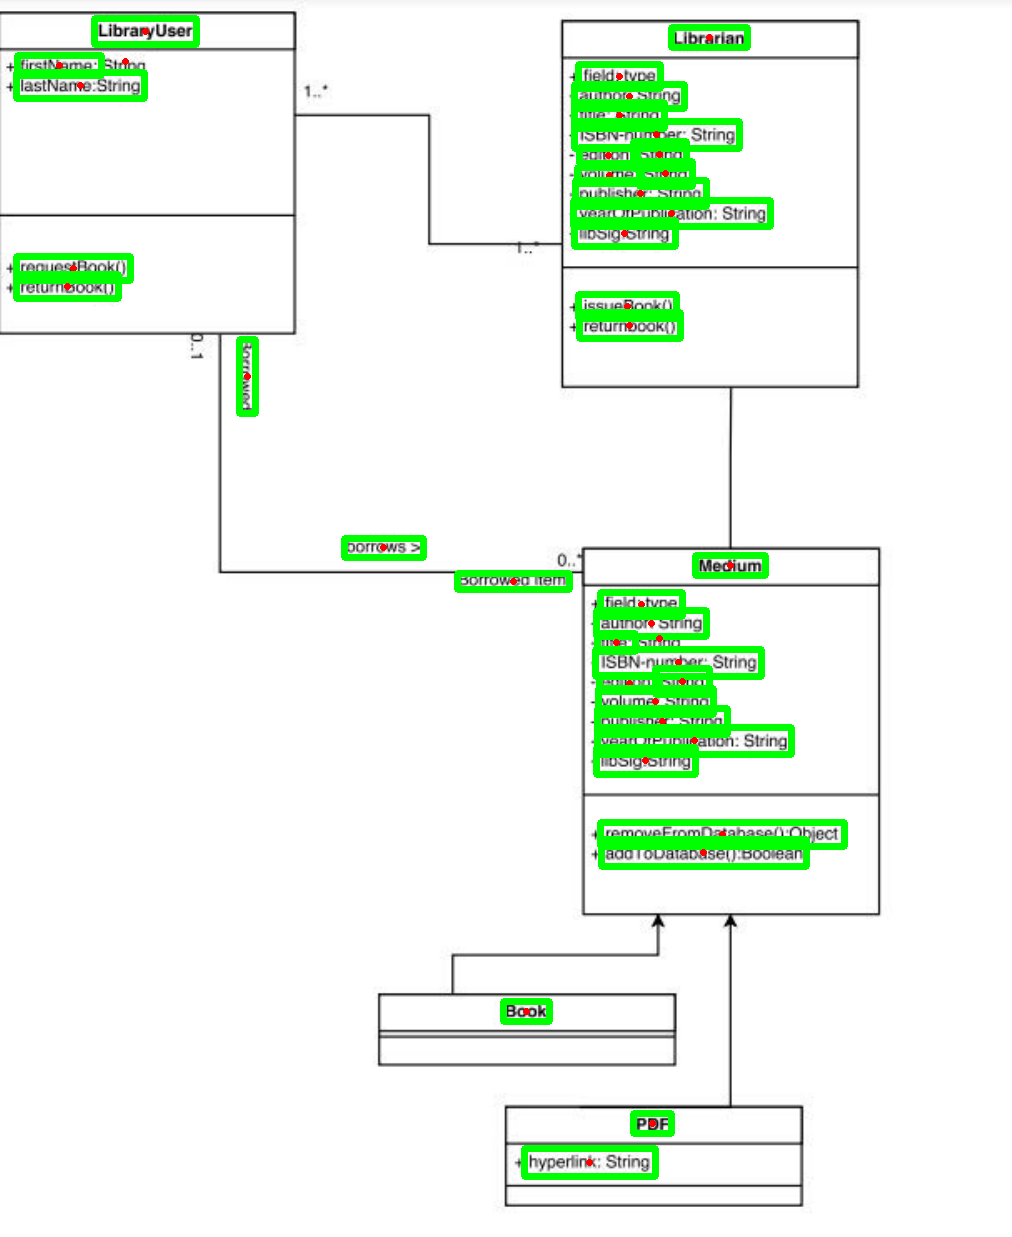 LibraryUser
+ firstName: String
+ lastName:String
+ requestBook()
+ returnBook()
1..*
1..*
Librarian
+ field: type
- author: String
- title: String
- ISBN-number: String
- edition: String
- volume: String
- publisher: String
- yearOfPublication: String
- libSig:String
+ issueBook()
+ returnbook()
0..1
Borrowed
borrows >
0..*
Borrowed Item
Medium
+ field: type
- author: String
- title: String
- ISBN-number: String
- edition: String
- volume: String
- publisher: String
- yearOfPublication: String
- libSig:String
+ removeFromDatabase():Object
+ addToDatabase():Boolean
Book
PDF
+ hyperlink: String